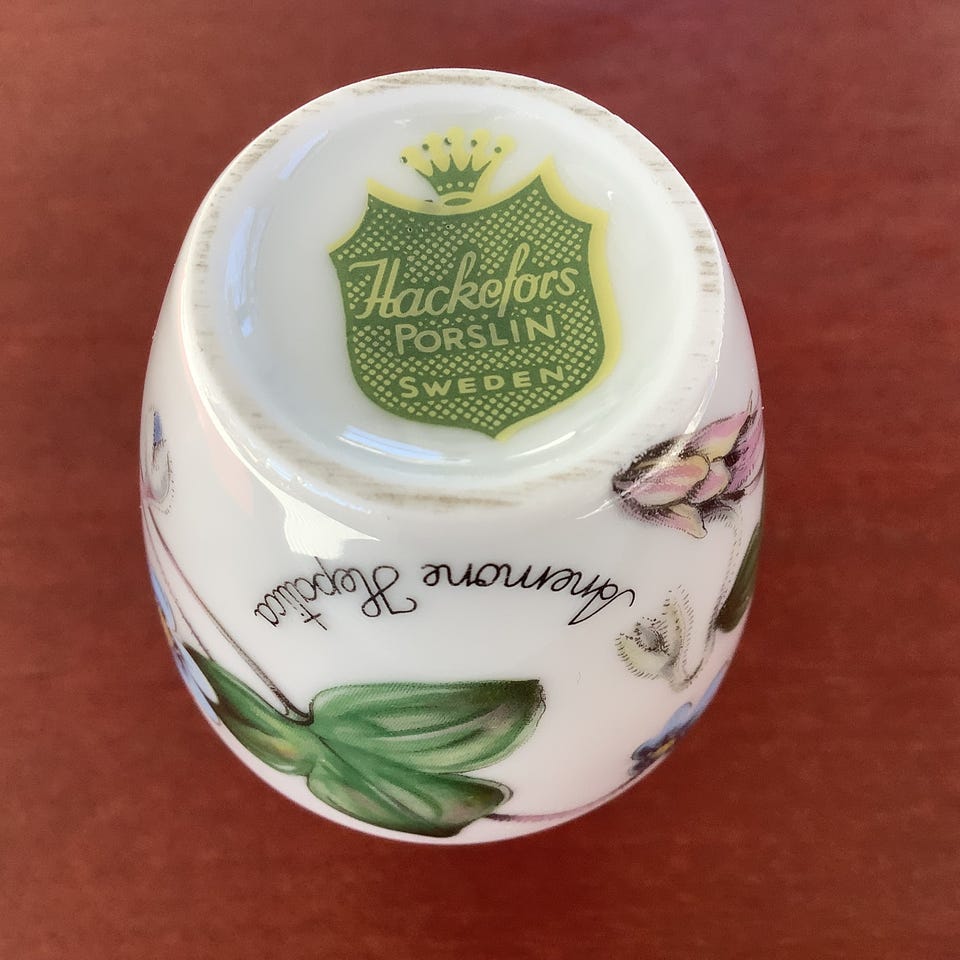 Hackefors
PORSLIN
SWEDEN
Anemone Hepatica